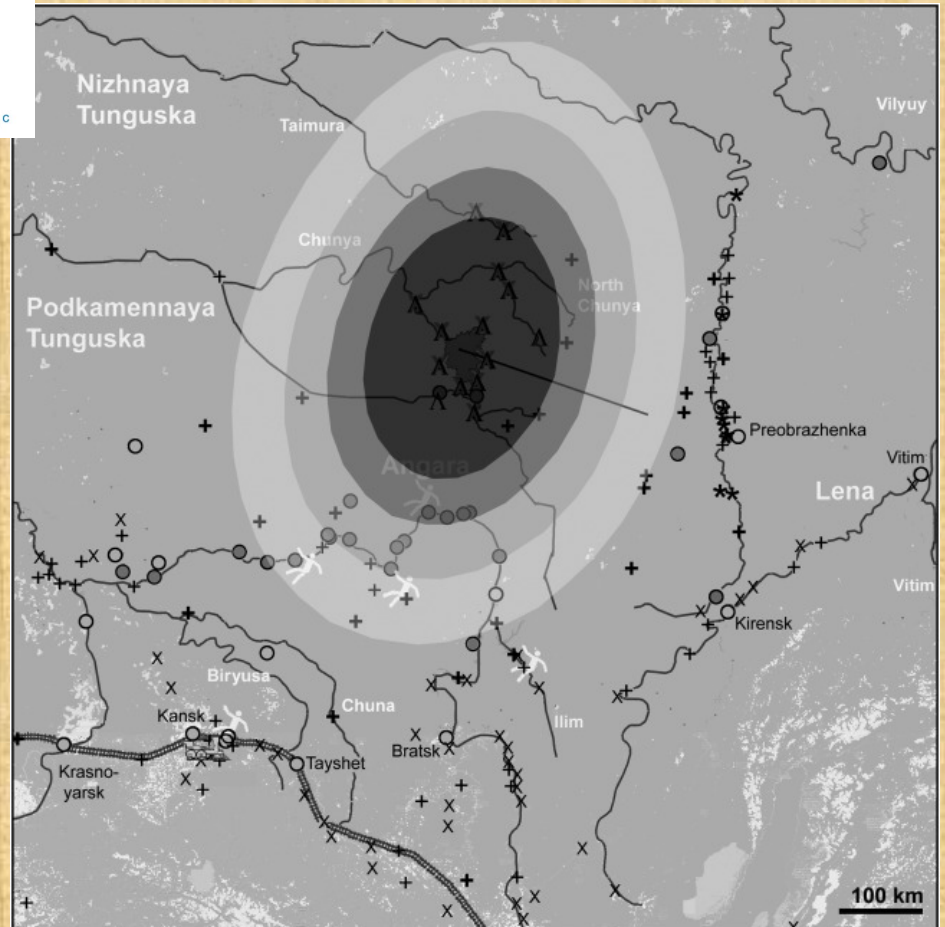 c
Nizhnaya
Tunguska
Taimura
Vilyuy
Chunya
North
Chunya
Podkamennaya
Tunguska
Preobrazhenka
Angara
Vitim
Lena
Vitim
Kirensk
Biryusa
Chuna
Ilim
Kansk
Bratsk
Tayshet
Krasno-
yarsk
100 km